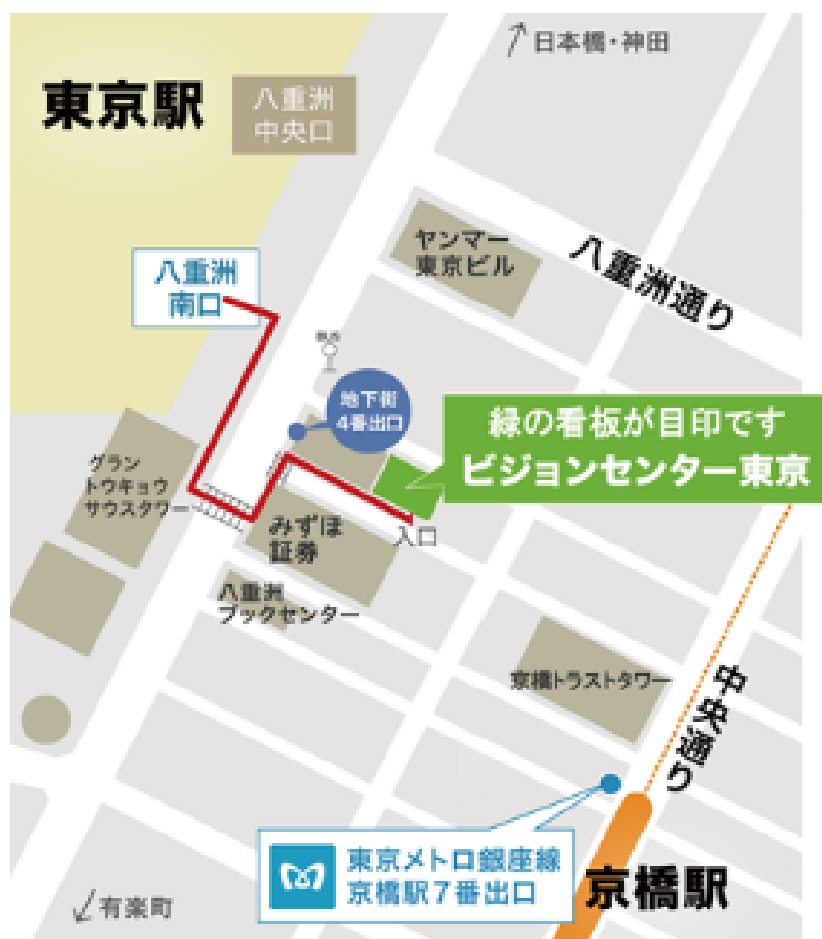 日本橋・神田
東京駅
八重洲
中央口
ヤンマー
東京ビル
八重洲通り
八重洲
南口
地下街
4番出口
緑の看板が目印です
ビジョンセンター東京
グラン
トウキョウ
サウスタワー
みずほ
証券
入口
八重洲
ブックセンター
京橋トラストタワー
中央通り
東京メトロ銀座線
京橋駅7番出口
京橋駅
有楽町